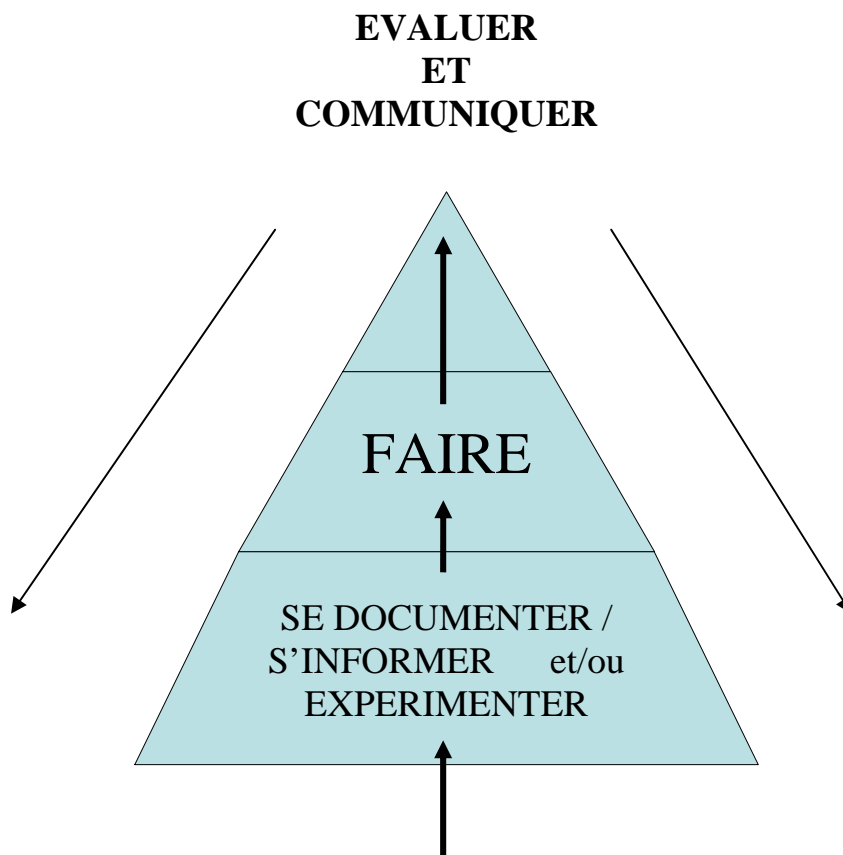 EVALUER
ET
COMMUNIQUER
FAIRE
SE DOCUMENTER /
S’INFORMER et/ou
EXPERIMENTER